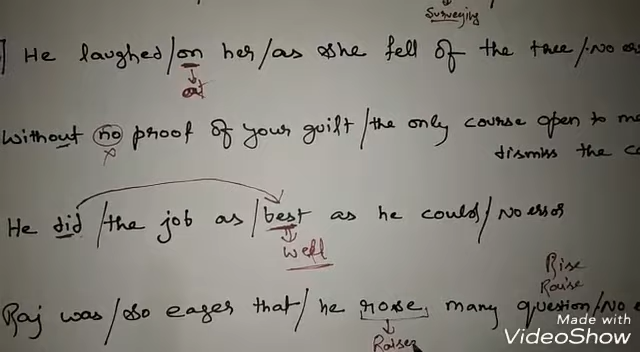 Surveying
] He laughed/on her/as she fell of the tree/No er
at
without no proof of your guilt/the only course open to me
x
dismiss the c
He did/the job as/best as he could/No error
well
Rise
Raise
Raj was/so eager that/he rose, many question/No e
Raises
Made with
VideoShow